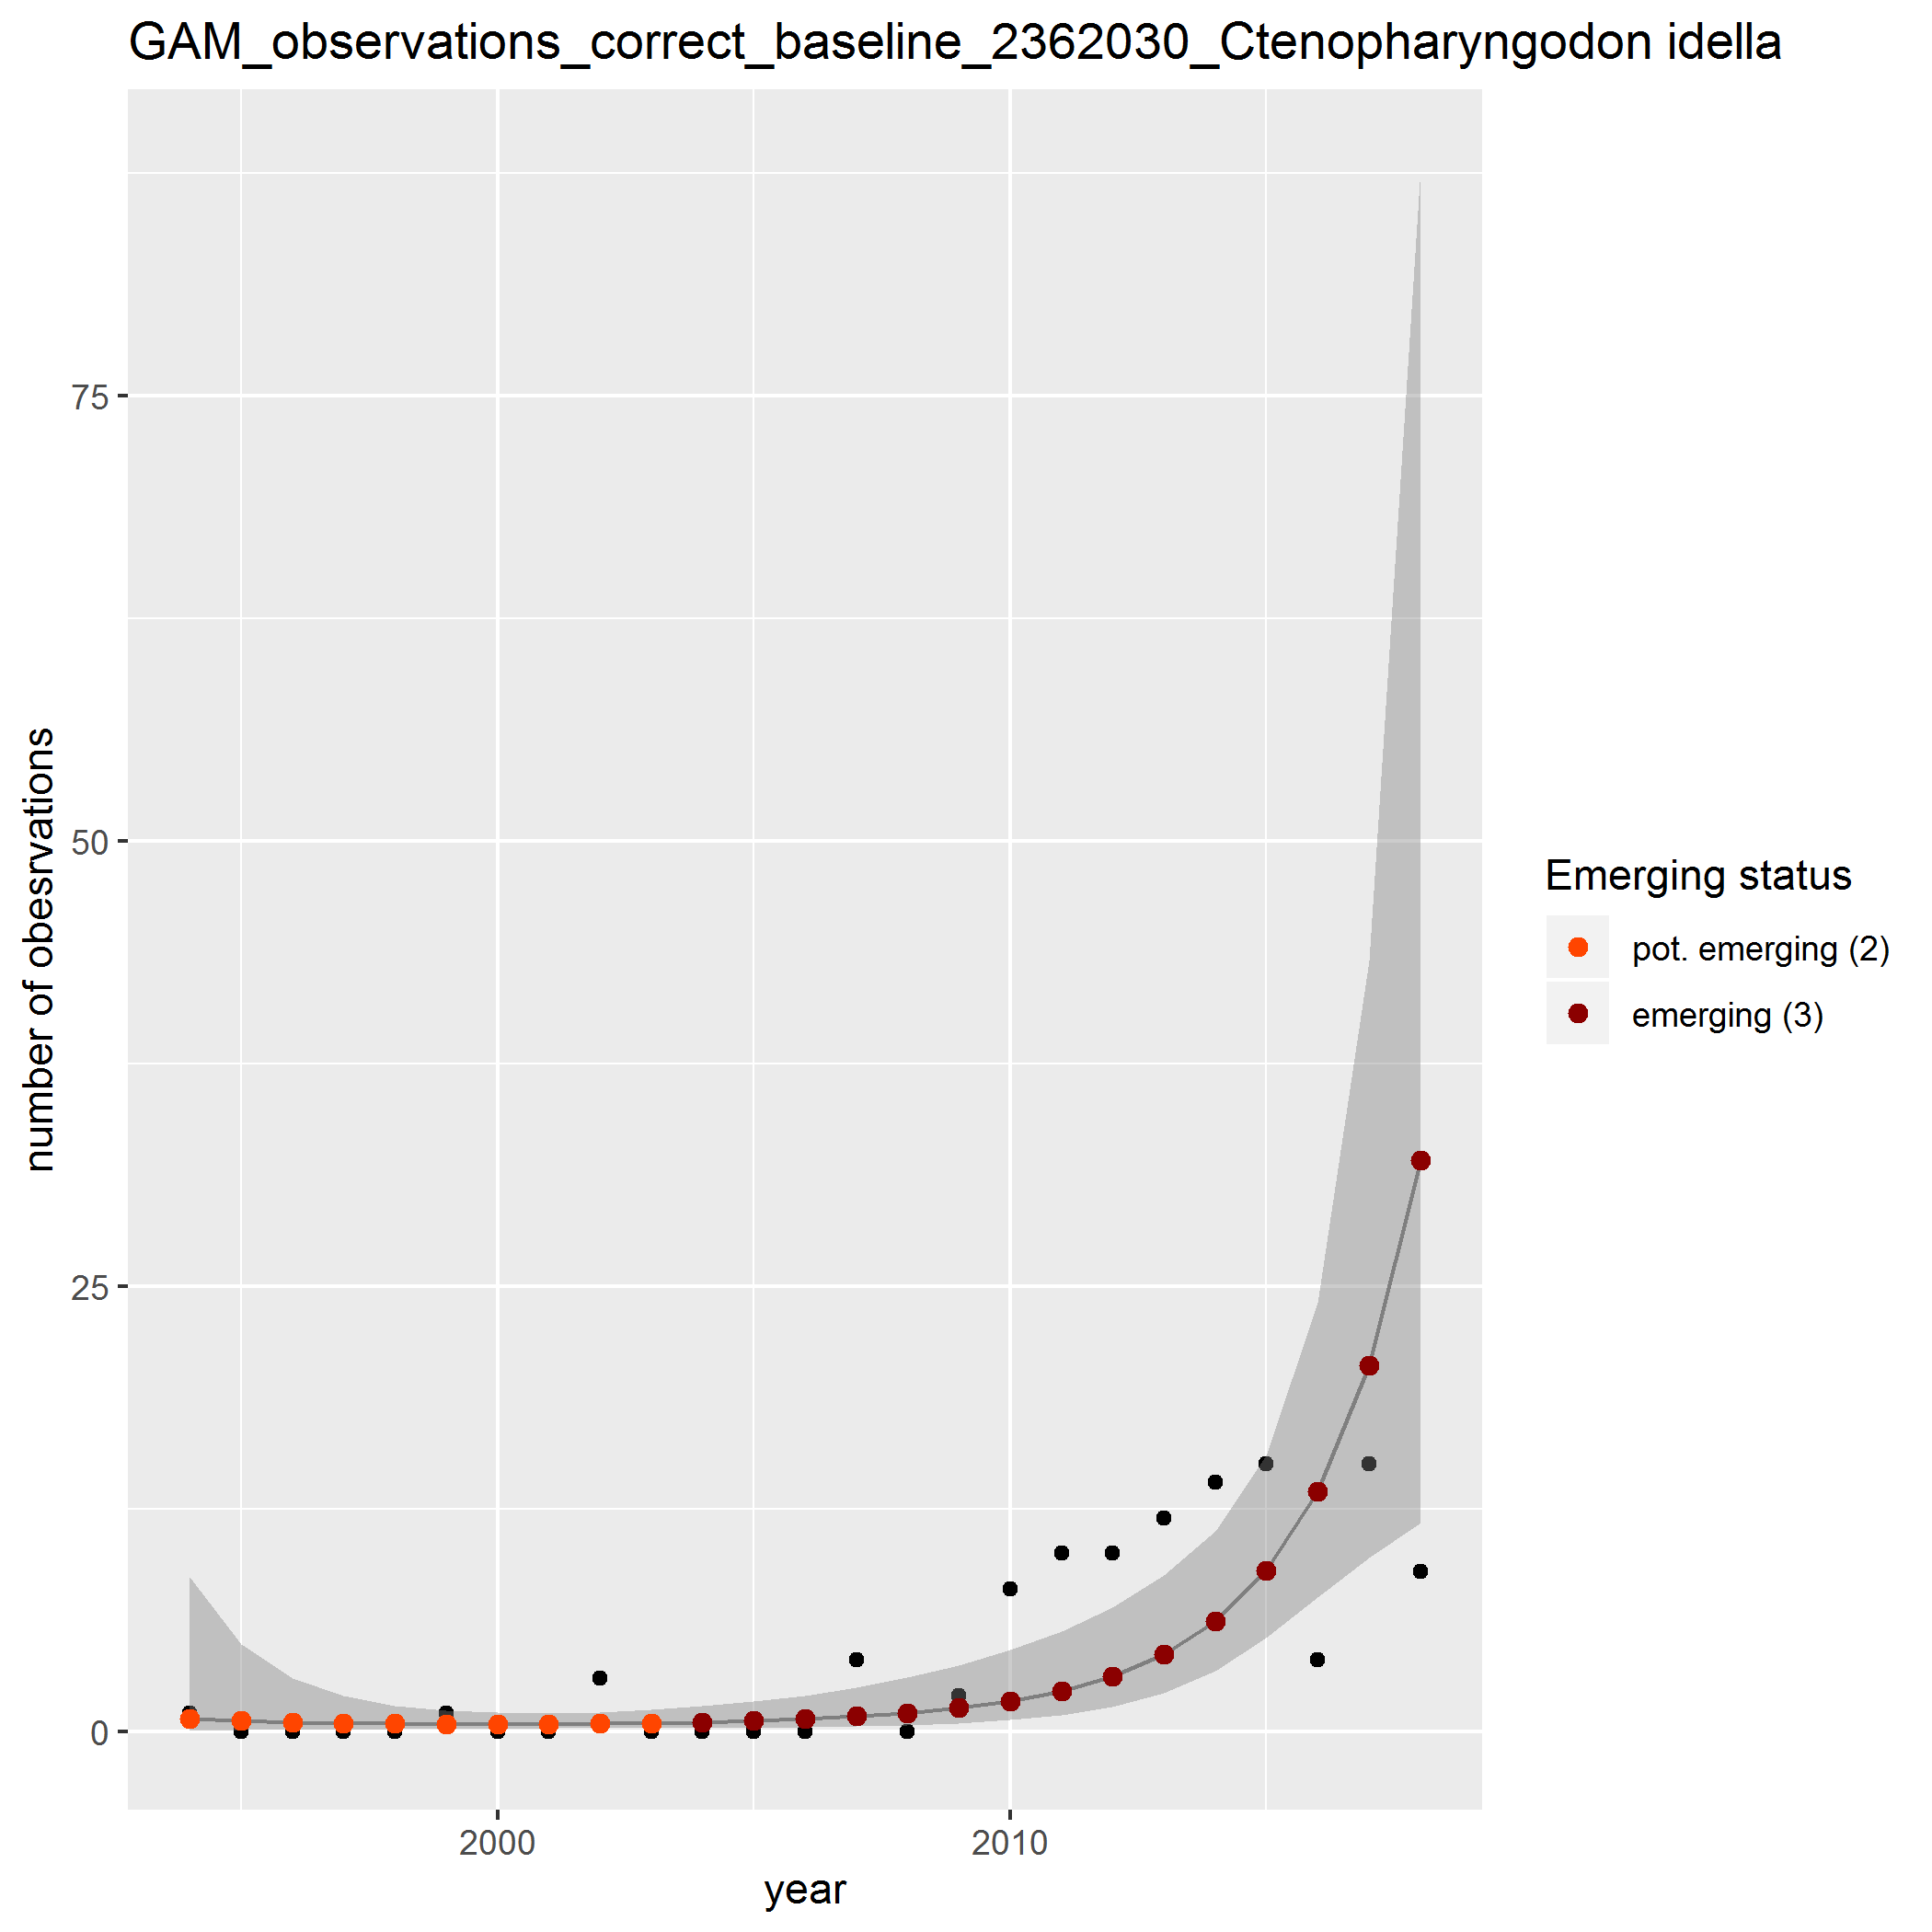 GAM_observations_correct_baseline_2362030_Ctenopharyngodon idella
75
50
25
0
number of obesrvations
2000
2010
year
Emerging status
pot. emerging (2)
emerging (3)